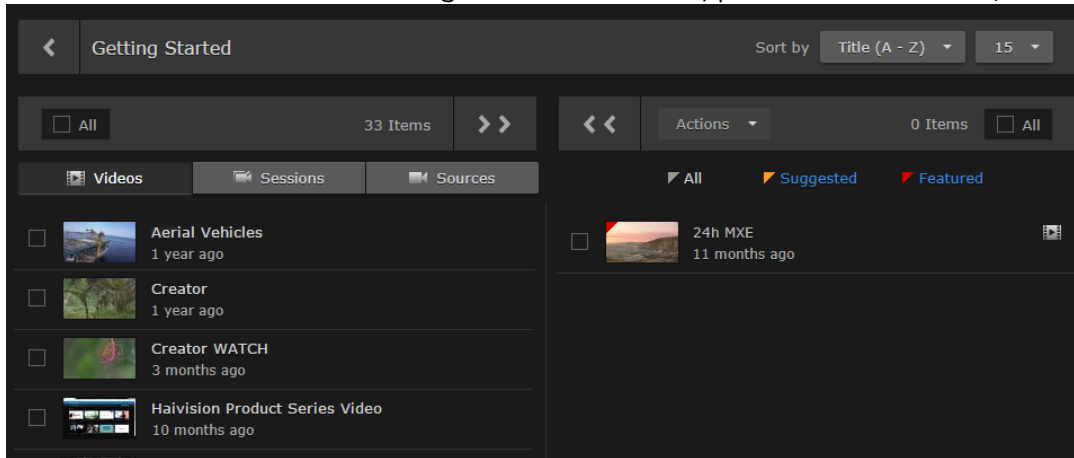 Getting Started
Sort by Title (A - Z) 15
All 33 Items
Actions 0 Items All
Videos Sessions Sources
All Suggested Featured
Aerial Vehicles
1 year ago
Creator
1 year ago
Creator WATCH
3 months ago
Haivision Product Series Video
10 months ago
24h MXE
11 months ago